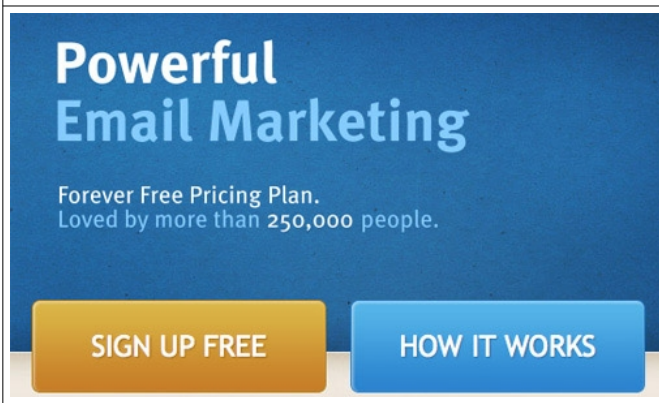 Powerful
Email Marketing
Forever Free Pricing Plan.
Loved by more than 250,000 people.
SIGN UP FREE
HOW IT WORKS